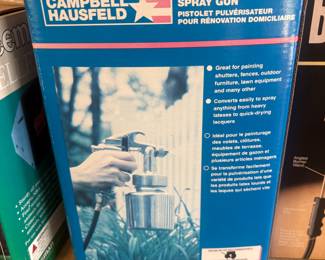 CAMPBELL
HAUSFELD
SPRAY GUN
PISTOLET PULVÉRISATEUR
POUR RÉNOVATION DOMICILIAIRE
Great for painting
shutters, fences, outdoor
furniture, lawn equipment
and many other
Converts easily to spray
anything from heavy
latexes to quick-drying
lacquers
Idéal pour le peinturage
des volets, clôtures,
meubles de terrasse,
équipement de gazon et
plusieurs articles ménagers
Se transforme facilement
pour la pulvérisation d'une
variété de produits tels que
les produits latex lourds et
les laques qui sèchent vite